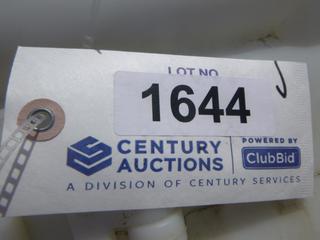 LOT NO.
1644
CENTURY
AUCTIONS
POWERED BY
ClubBid
A DIVISION OF CENTURY SERVICES